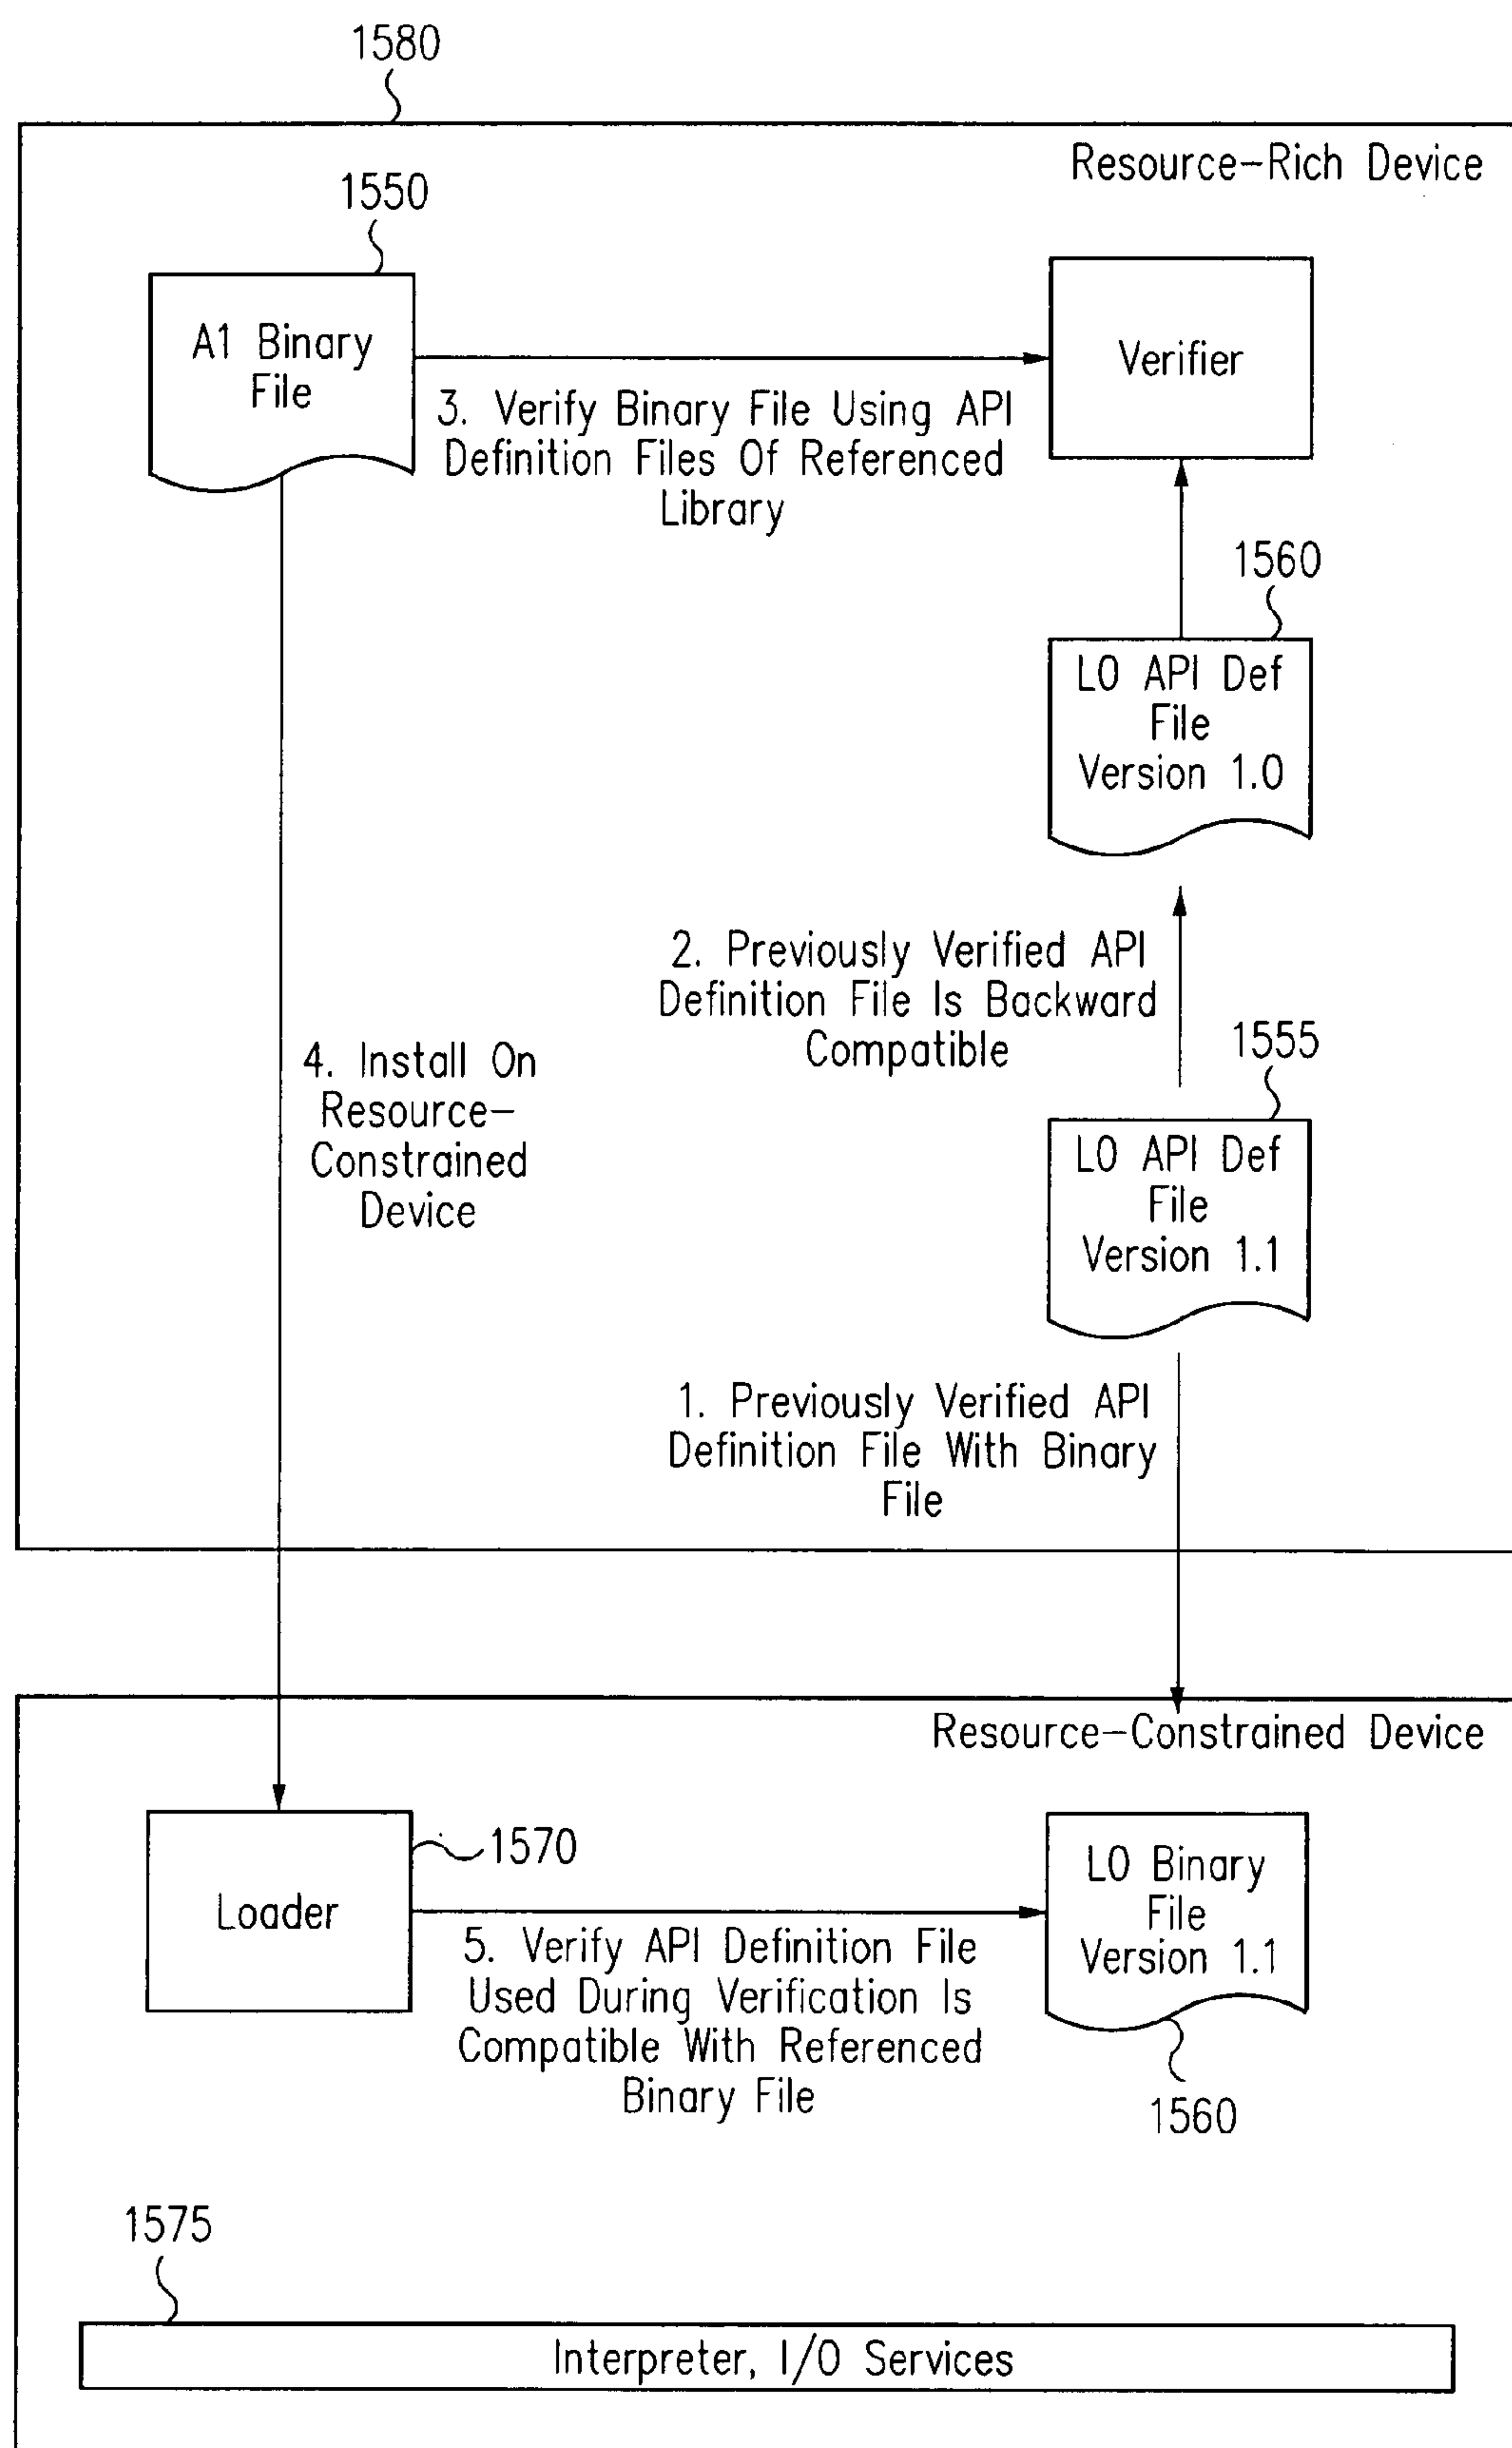 1580
Resource-Rich Device
1550
A1 Binary
File
Verifier
3. Verify Binary File Using API
Definition Files Of Referenced
Library
1560
L0 API Def
File
Version 1.0
2. Previously Verified API
Definition File Is Backward
Compatible
4. Install On
Resource-
Constrained
Device
1555
L0 API Def
File
Version 1.1
1. Previously Verified API
Definition File With Binary
File
Resource-Constrained Device
Loader
1570
L0 Binary
File
Version 1.1
5. Verify API Definition File
Used During Verification Is
Compatible With Referenced
Binary File
1560
1575
Interpreter, I/O Services